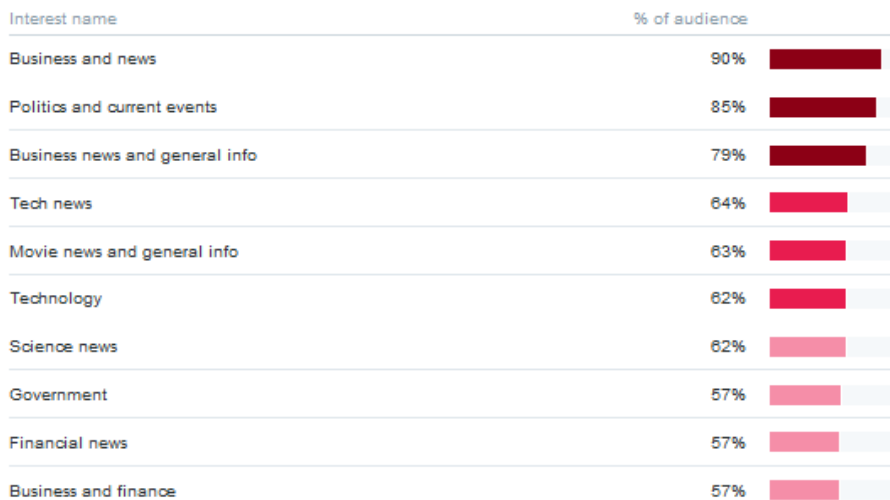 Interest name % of audience
Business and news 90%
Politics and current events 85%
Business news and general info 79%
Tech news 64%
Movie news and general info 63%
Technology 62%
Science news 62%
Government 57%
Financial news 57%
Business and finance 57%